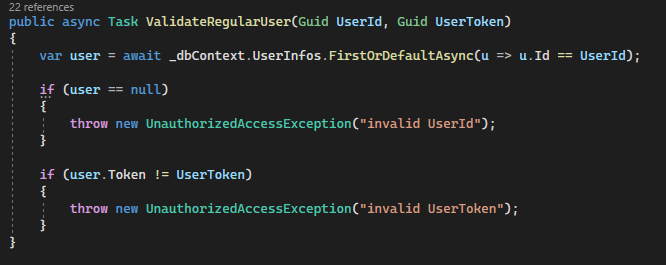 22 references
public async Task ValidateRegularUser(Guid UserId, Guid UserToken)
{
    var user = await _dbContext.UserInfos.FirstOrDefaultAsync(u => u.Id == UserId);
    if (user == null)
    {
        throw new UnauthorizedAccessException("invalid UserId");
    }
    if (user.Token != UserToken)
    {
        throw new UnauthorizedAccessException("invalid UserToken");
    }
}